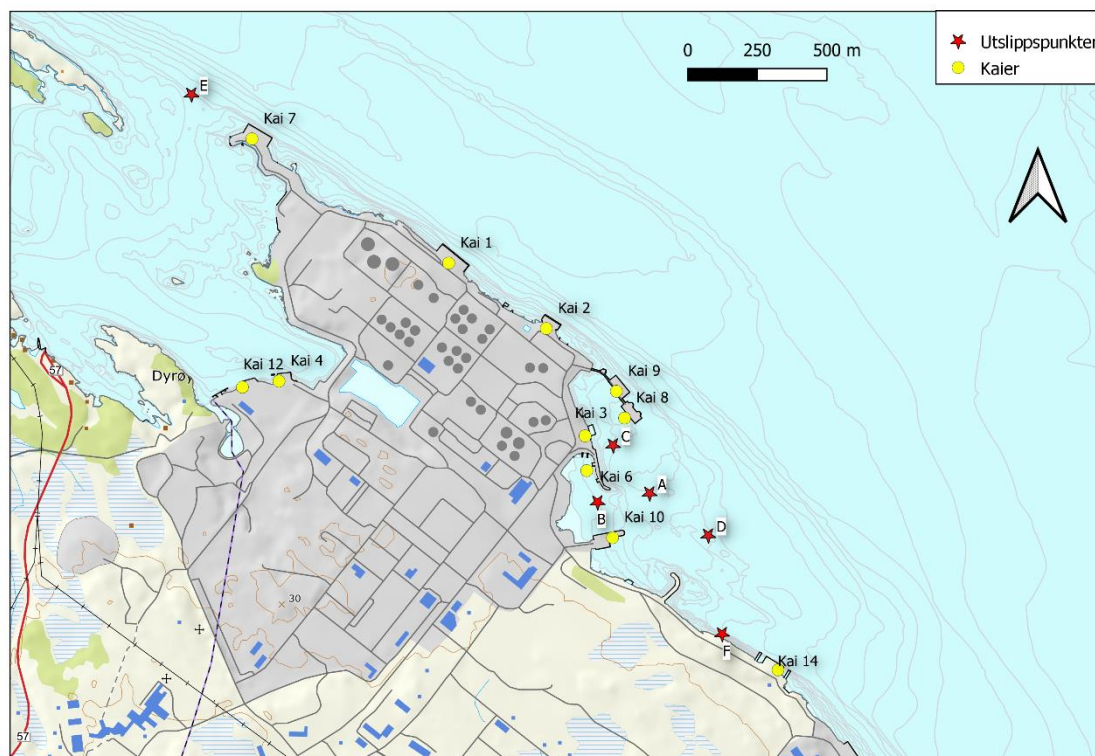 0 250 500 m
Utslippspunkter
Kaier
E
Kai 7
Kai 1
Kai 2
57
Dyrøy
Kai 12
Kai 4
Kai 9
Kai 8
Kai 3
C
Kai 6
A
B
Kai 10
D
30
F
Kai 14
57